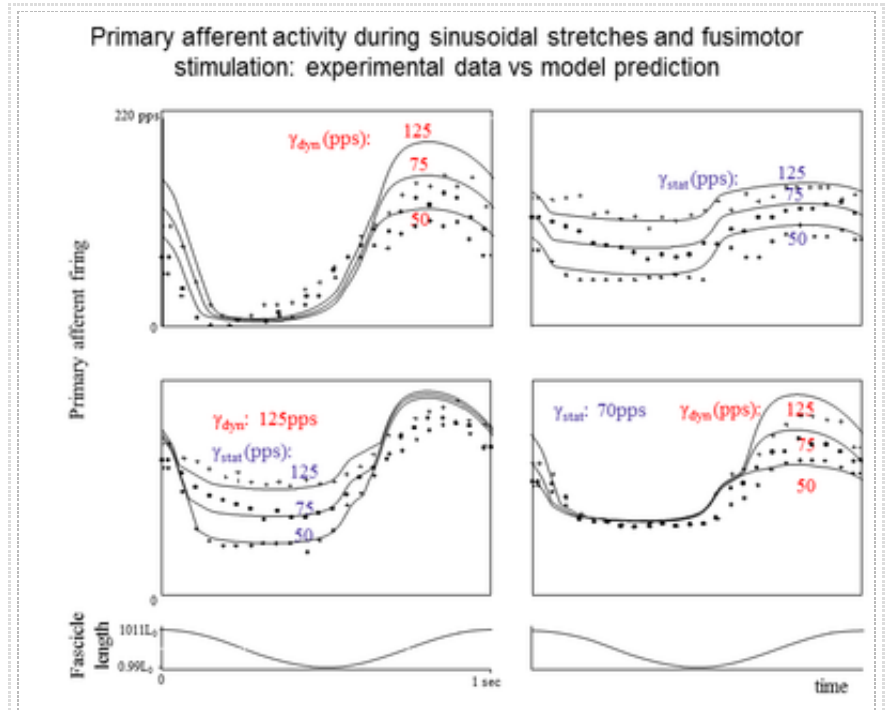 Primary afferent activity during sinusoidal stretches and fusimotor
stimulation: experimental data vs model prediction
220 pps
γdyn(pps):
125
75
50
0
γstat(pps):
125
75
50
Primary afferent firing
γdyn: 125pps
γstat(pps):
125
75
50
0
γstat: 70pps
γdyn(pps):
125
75
50
Fascicle
length
1011L₀
0.99L₀
0
1 sec
time